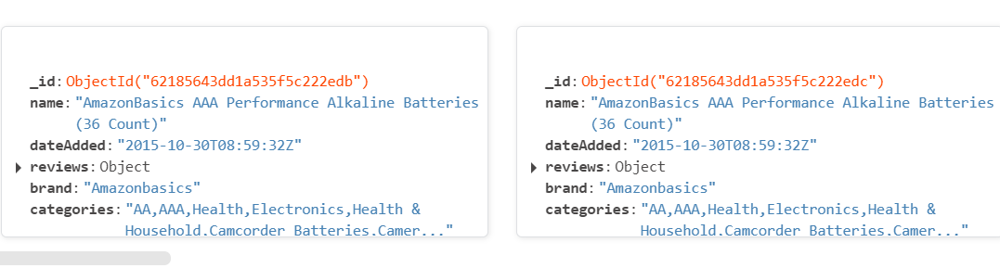 _id: ObjectId("62185643dd1a535f5c222edb")
name: "AmazonBasics AAA Performance Alkaline Batteries
(36 Count)"
dateAdded: "2015-10-30T08:59:32Z"
reviews: Object
brand: "Amazonbasics"
categories: "AA,AAA,Health,Electronics,Health &
Household,Camcorder Batteries,Camer..."
_id: ObjectId("62185643dd1a535f5c222edc")
name: "AmazonBasics AAA Performance Alkaline Batteries
(36 Count)"
dateAdded: "2015-10-30T08:59:32Z"
reviews: Object
brand: "Amazonbasics"
categories: "AA,AAA,Health,Electronics,Health &
Household,Camcorder Batteries,Camer..."